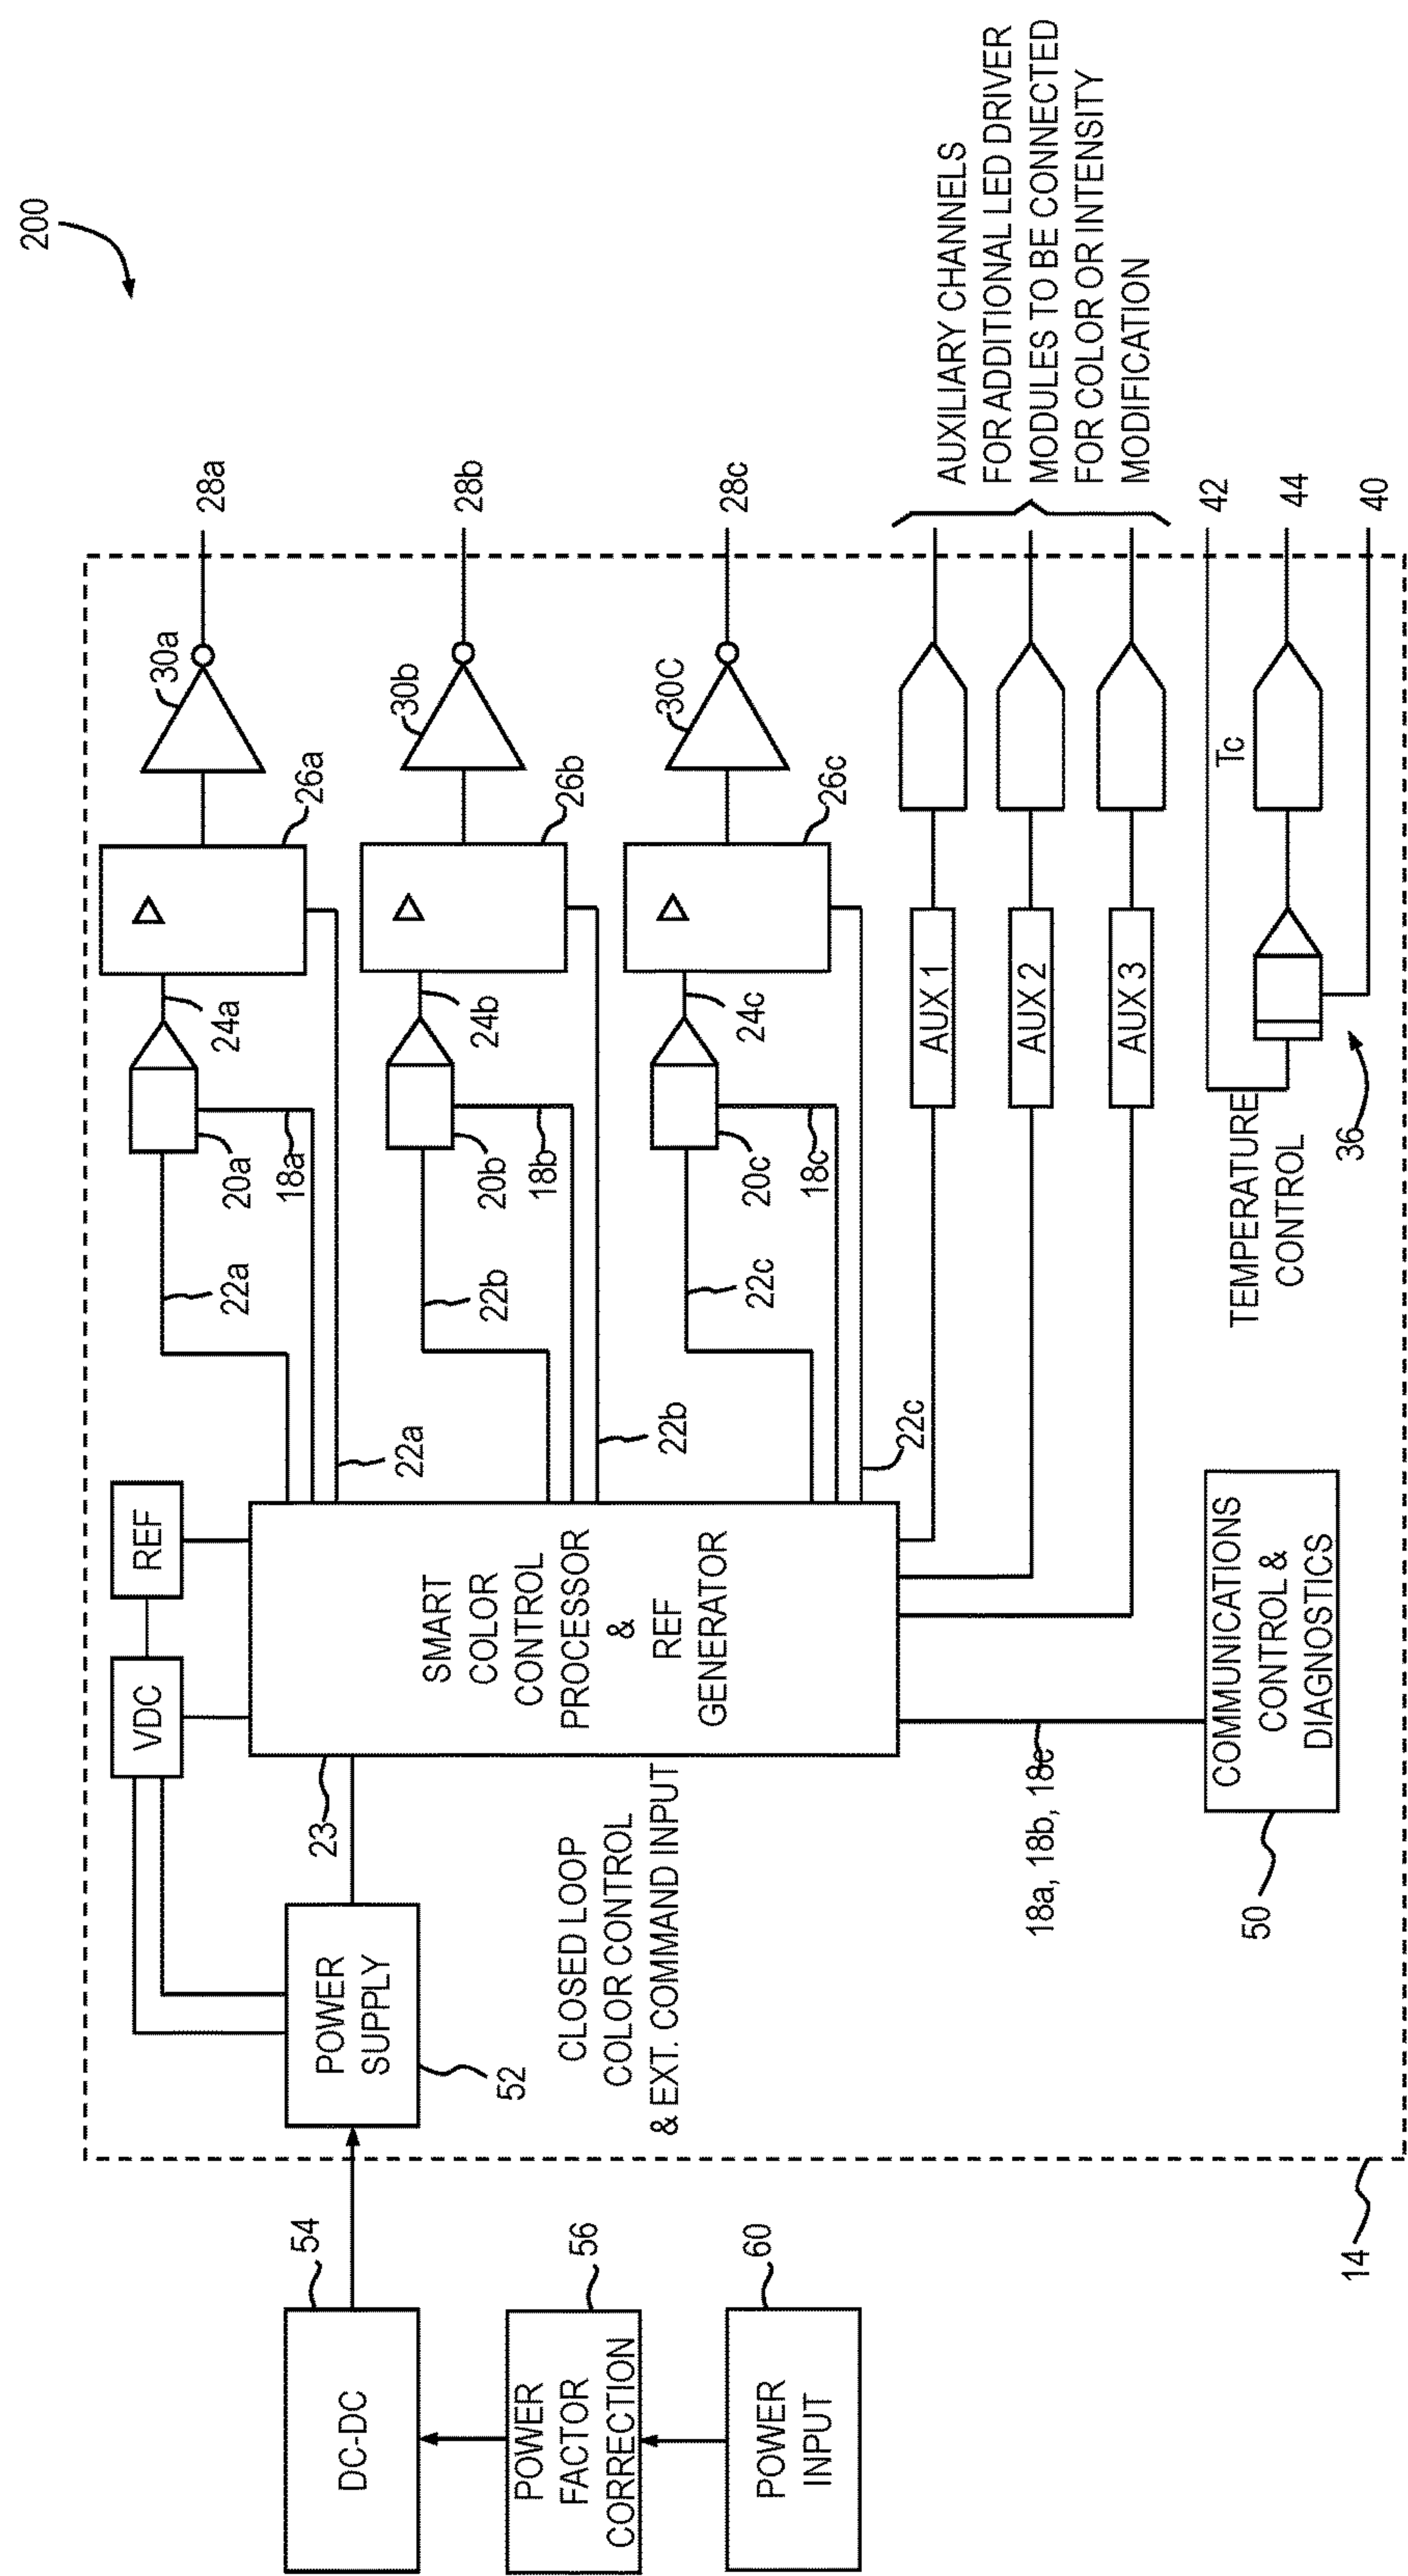 200
54
DC-DC
56
POWER
FACTOR
CORRECTION
60
POWER
INPUT
14
POWER
SUPPLY
52
VDC
REF
23
SMART
COLOR
CONTROL
PROCESSOR
&
REF
GENERATOR
CLOSED LOOP
COLOR CONTROL
& EXT. COMMAND INPUT
18a, 18b, 18c
50
COMMUNICATIONS
CONTROL &
DIAGNOSTICS
22a
20a
18a
22a
24a
26a
30a
28a
22b
20b
18b
22b
24b
26b
30b
28b
22c
20c
18c
22c
24c
26c
30C
28c
AUX 1
AUX 2
AUX 3
AUXILIARY CHANNELS
FOR ADDITIONAL LED DRIVER
MODULES TO BE CONNECTED
FOR COLOR OR INTENSITY
MODIFICATION
TEMPERATURE
CONTROL
36
Tc
42
44
40